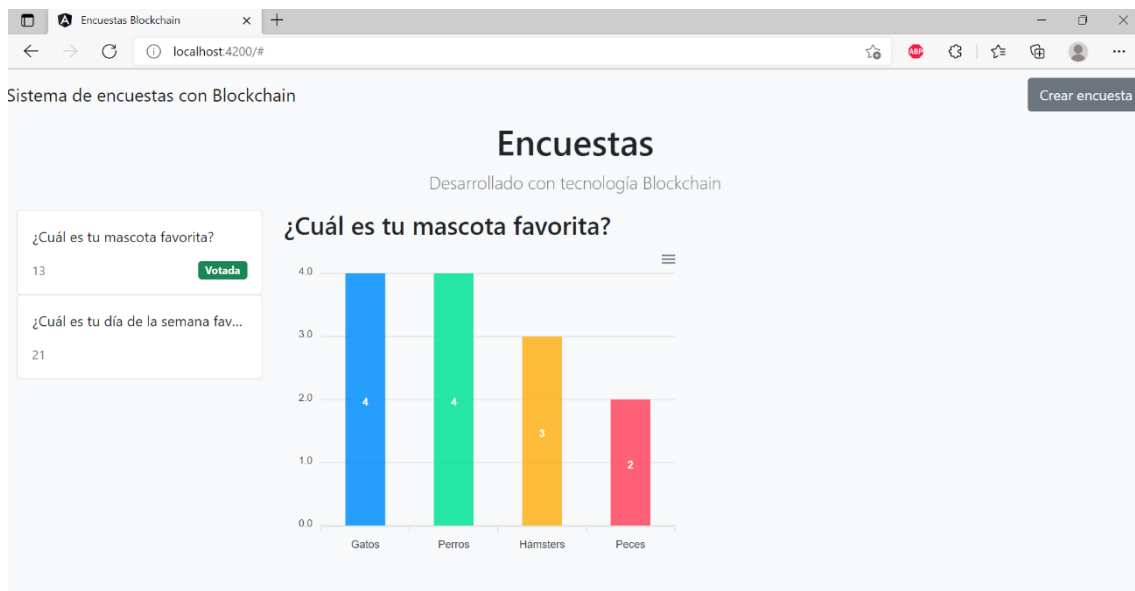 Encuestas Blockchain
localhost:4200/#
ABP
Sistema de encuestas con Blockchain
Crear encuesta
Encuestas
Desarrollado con tecnología Blockchain
¿Cuál es tu mascota favorita?
13
Votada
¿Cuál es tu día de la semana fav...
21
¿Cuál es tu mascota favorita?
4.0
3.0
2.0
1.0
0.0
4
4
3
2
Gatos Perros Hámsters Peces